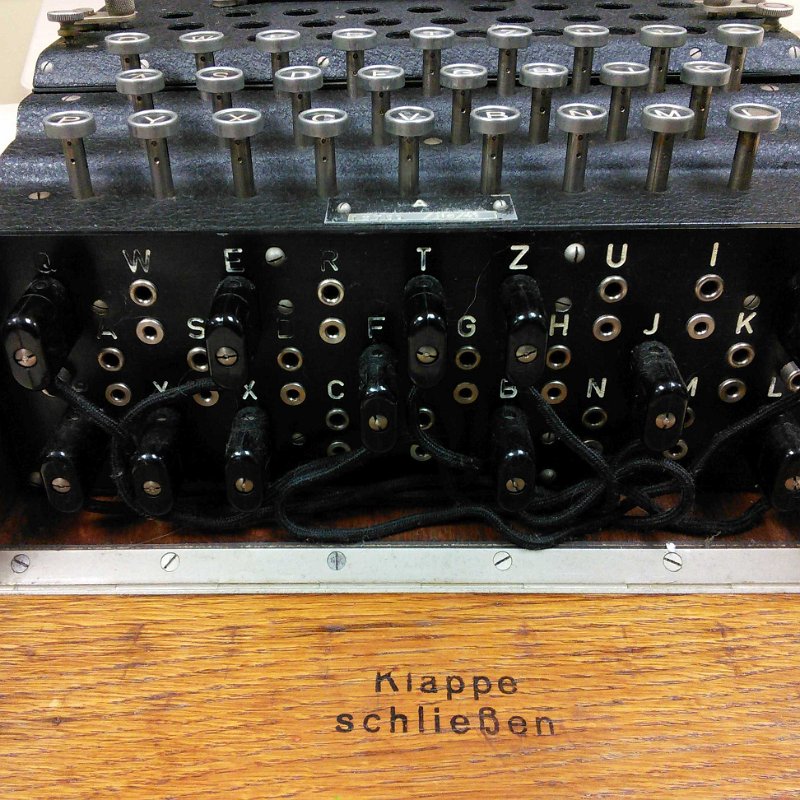 A S D F G H J K
P Y X C V B N M L
Q W E R T Z U I
A S D F G H J K
Y X C B N M L
Klappe
schließen